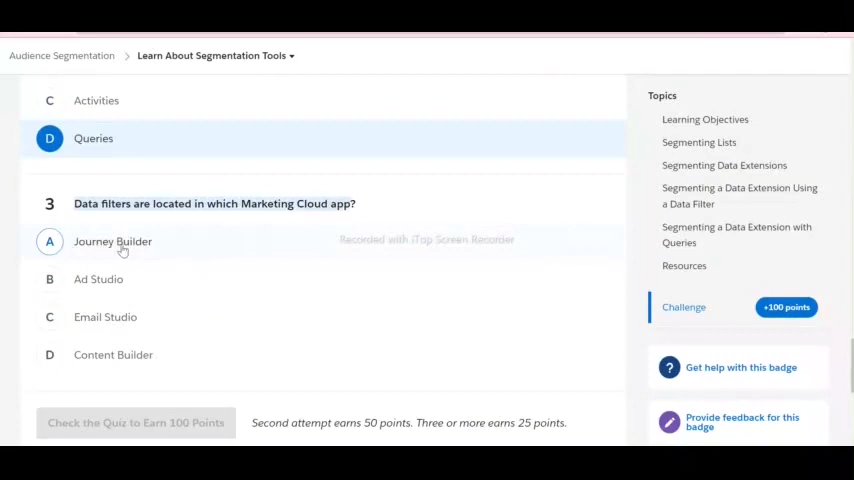 Audience Segmentation > Learn About Segmentation Tools
C Activities
D Queries
3 Data filters are located in which Marketing Cloud app?
A Journey Builder
Recorded with iTop Screen Recorder
B Ad Studio
C Email Studio
D Content Builder
Check the Quiz to Earn 100 Points Second attempt earns 50 points. Three or more earns 25 points.
Topics
Learning Objectives
Segmenting Lists
Segmenting Data Extensions
Segmenting a Data Extension Using
a Data Filter
Segmenting a Data Extension with
Queries
Resources
Challenge +100 points
? Get help with this badge
Provide feedback for this
badge